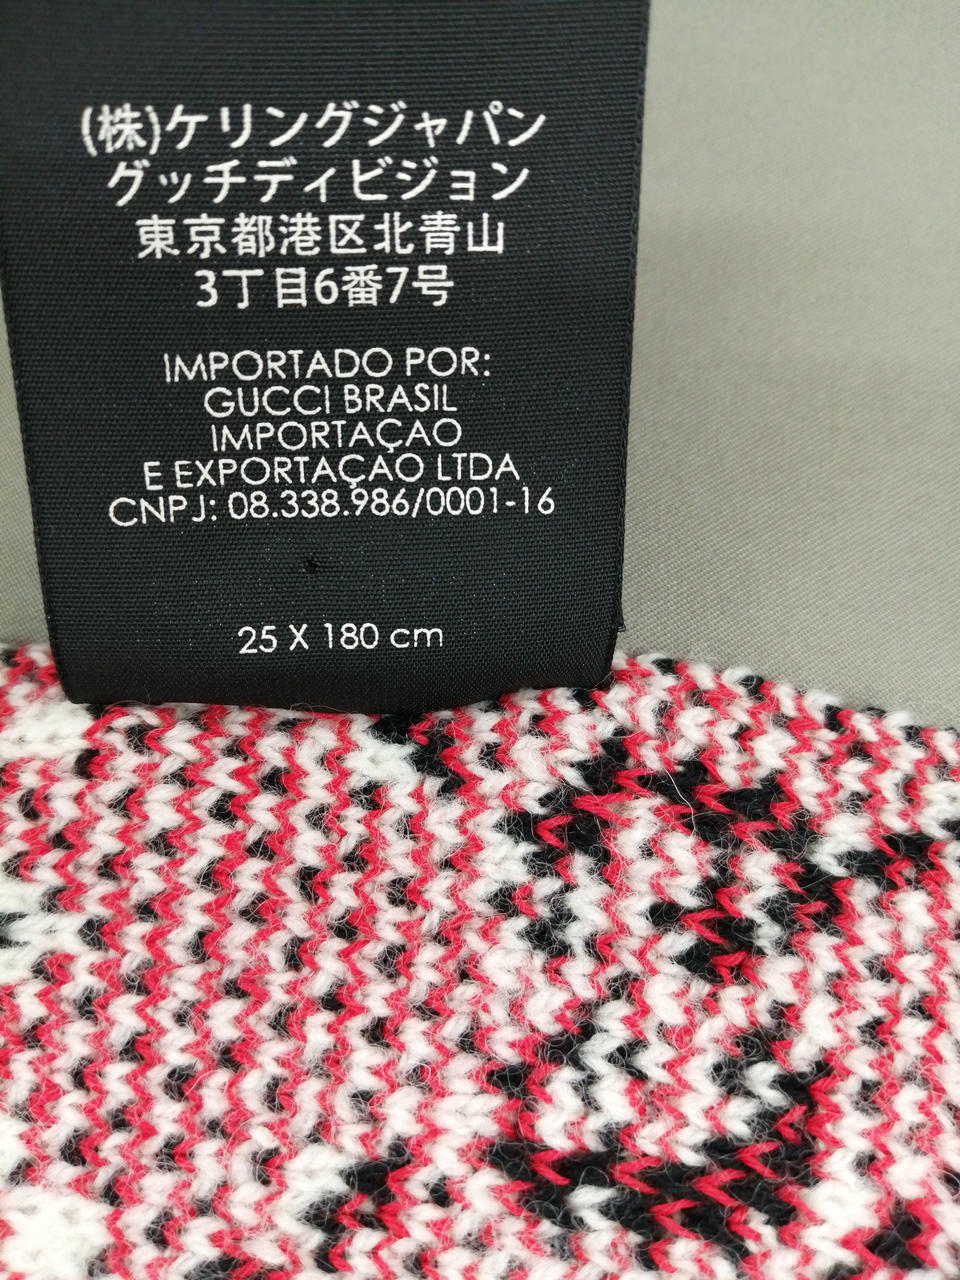 (株)ケリングジャパン
グッチディビジョン
東京都港区北青山
3丁目6番7号
IMPORTADO POR:
GUCCI BRASIL
IMPORTAÇAO
E EXPORTAÇAO LTDA
CNPJ: 08.338.986/0001-16
25 X 180 cm